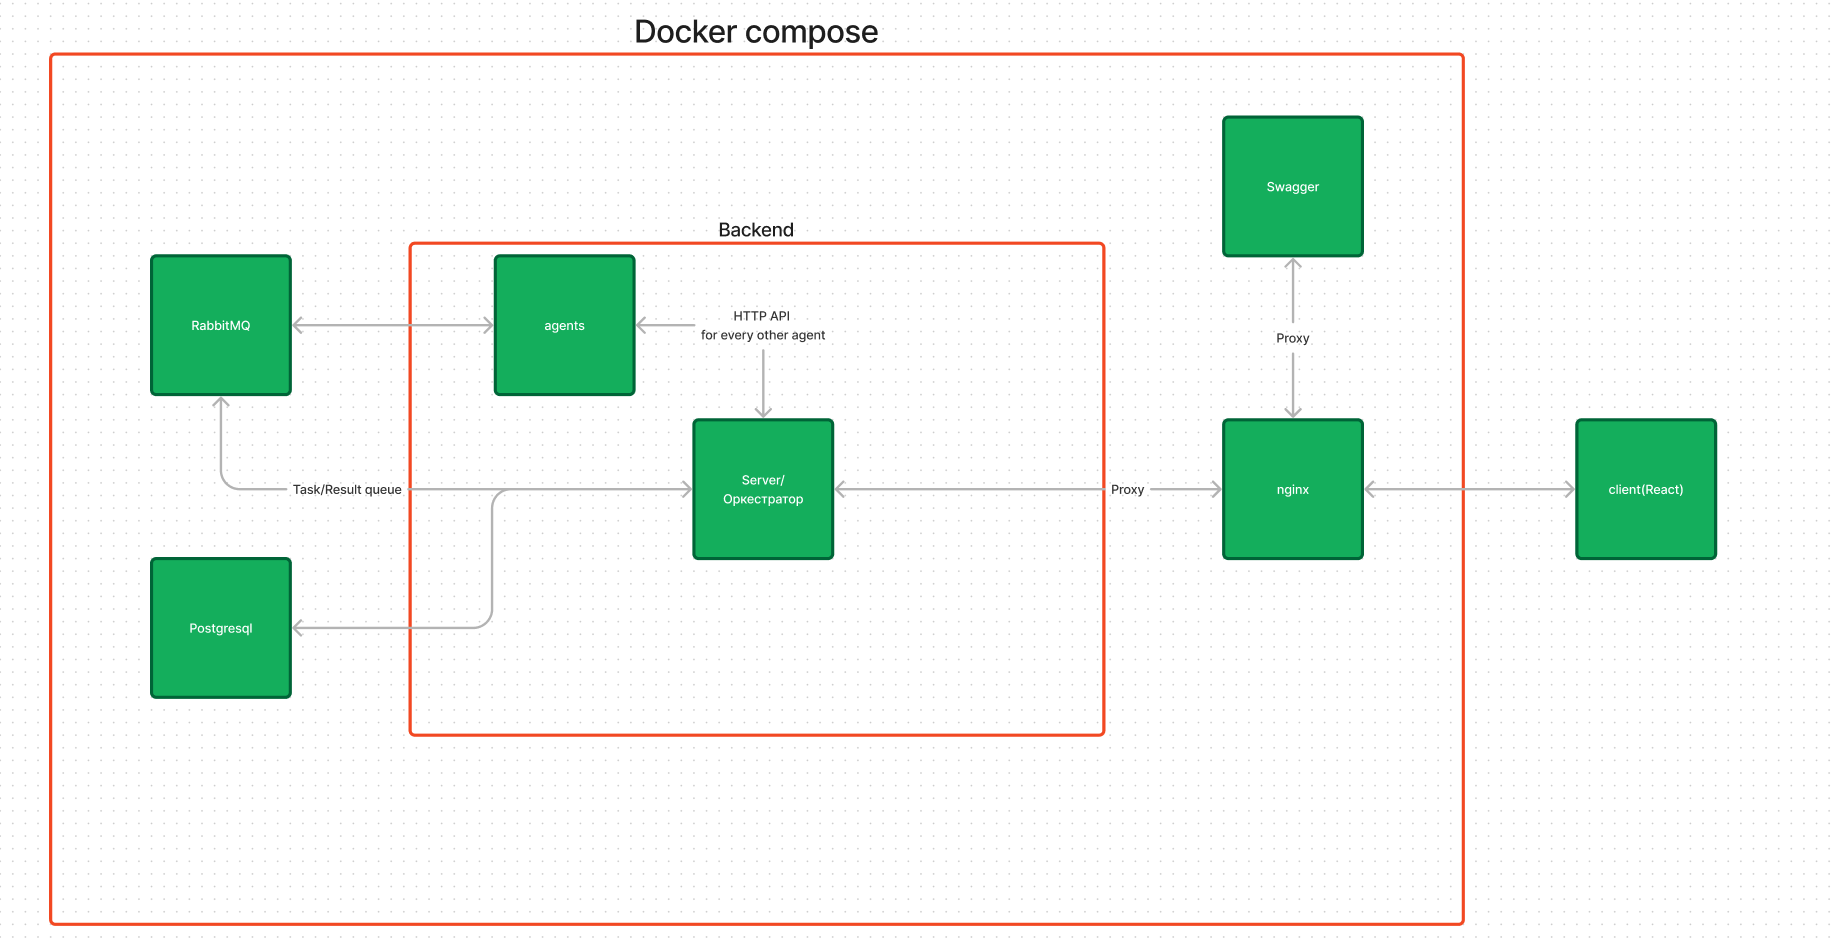 Docker compose
Swagger
Backend
RabbitMQ
agents
HTTP API
for every other agent
Proxy
Task/Result queue
Server/
Оркестратор
Proxy
nginx
client(React)
Postgresql